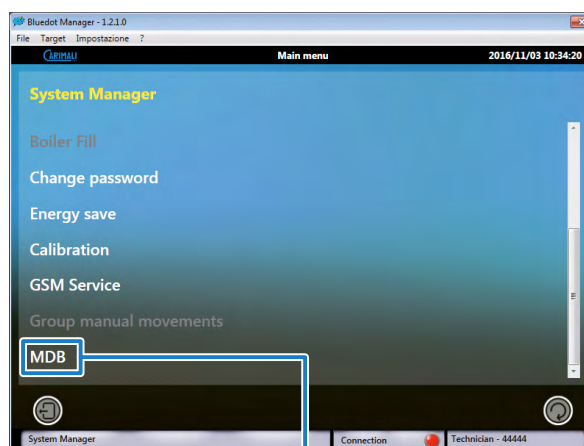 Bluedot Manager - 1.2.1.0
File Target Impostazione ?
CARIMALI Main menu 2016/11/03 10:34:20
System Manager
Boiler Fill
Change password
Energy save
Calibration
GSM Service
Group manual movements
MDB
System Manager Connection Technician - 44444